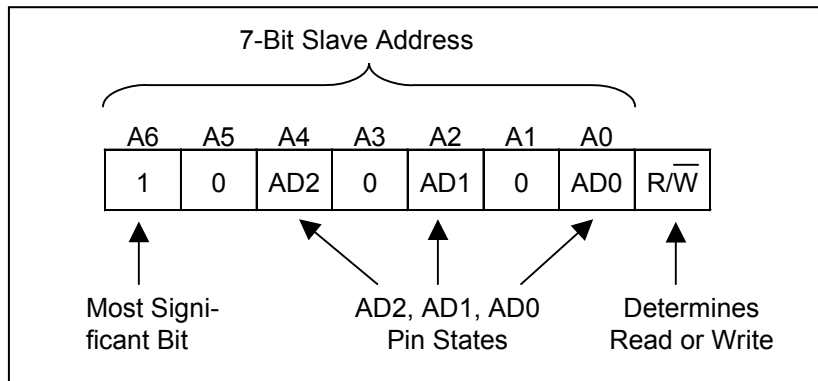 7-Bit Slave Address
A6 A5 A4 A3 A2 A1 A0
1 0 AD2 0 AD1 0 AD0 R/W̅
Most Signi- AD2, AD1, AD0 Determines
ficant Bit Pin States Read or Write